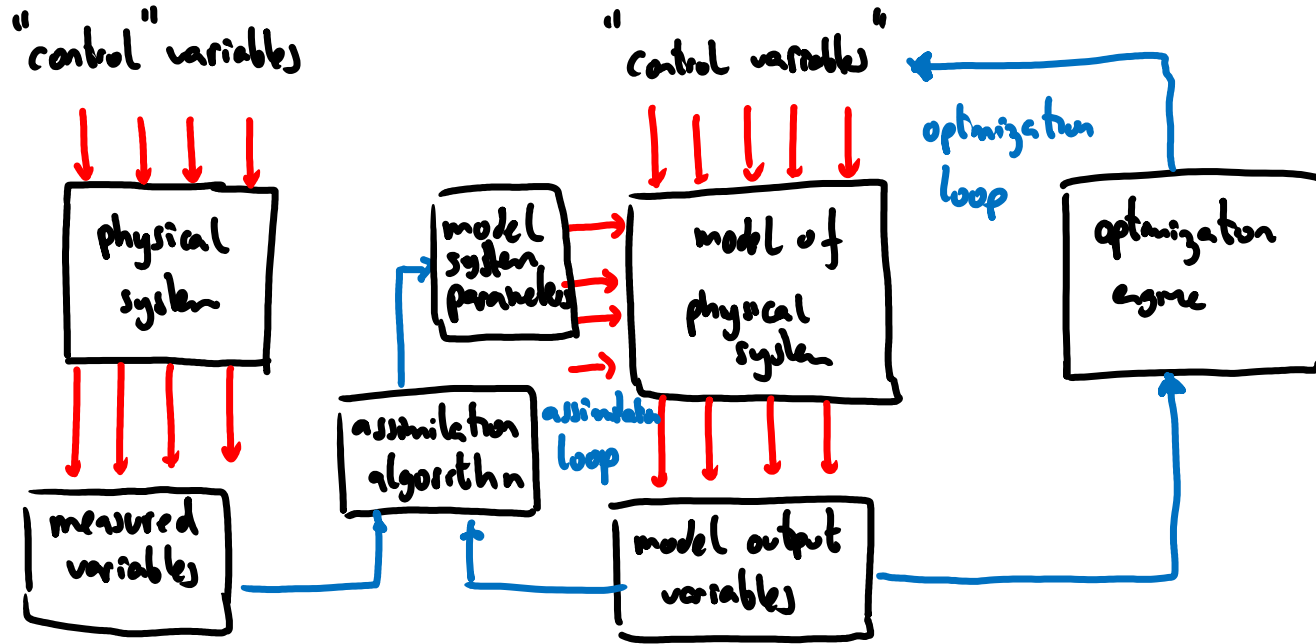 "control" variables
"control variables"
optimization
loop
physical
system
model
system
parameters
model of
physical
system
optimization
engine
assimilation
algorithm
assimilation
loop
measured
variables
model output
variables